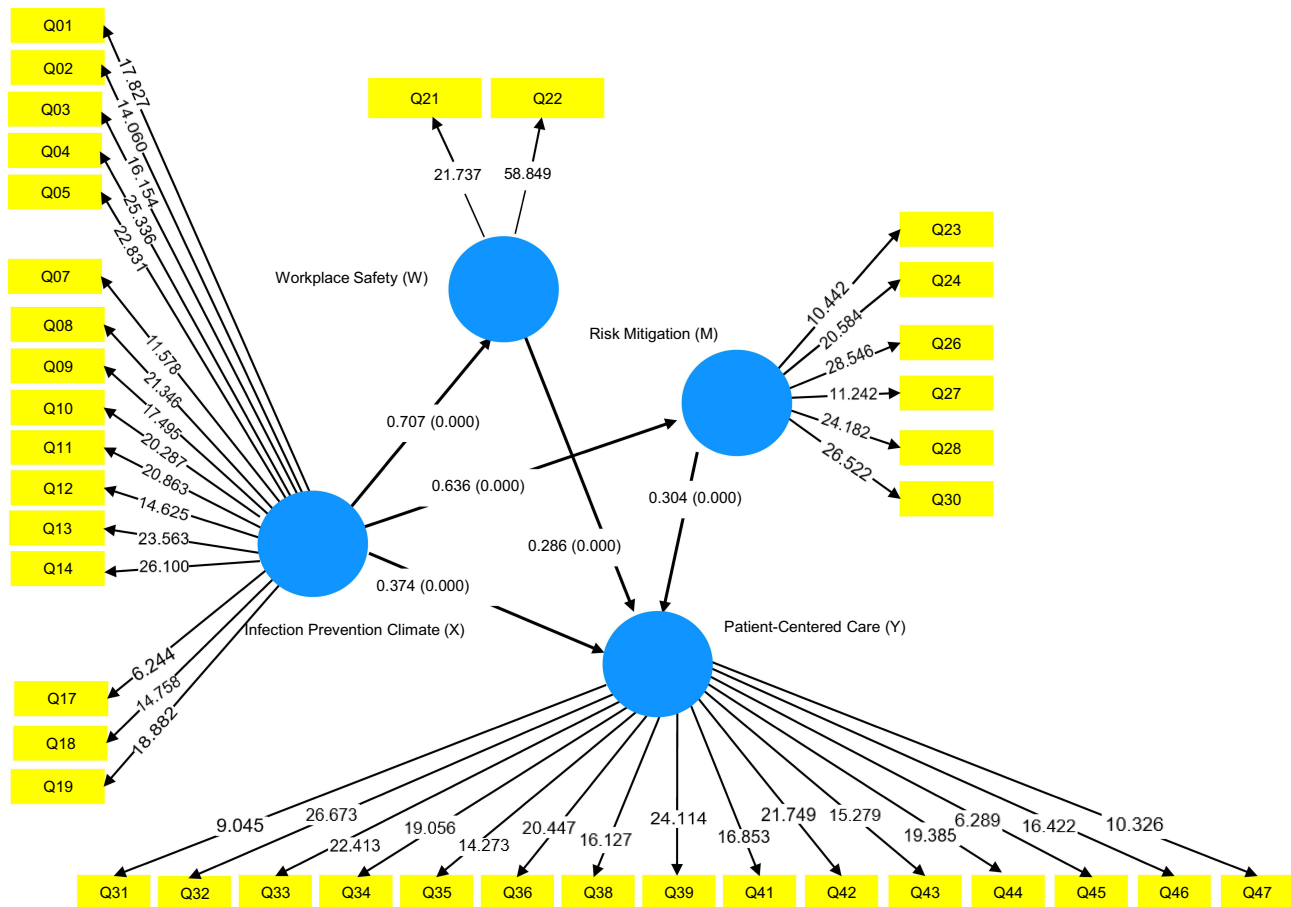 Q01
Q02
Q03
Q04
Q05
Q07
Q08
Q09
Q10
Q11
Q12
Q13
Q14
Q17
Q18
Q19
17.827
14.060
16.154
25.336
22.831
11.578
21.346
17.495
20.287
20.863
14.625
23.563
26.100
6.244
14.758
18.882
Infection Prevention Climate (X)
Q21
Q22
21.737
58.849
Workplace Safety (W)
Risk Mitigation (M)
Q23
Q24
Q26
Q27
Q28
Q30
10.442
20.584
28.546
11.242
24.182
26.522
0.707 (0.000)
0.636 (0.000)
0.304 (0.000)
0.286 (0.000)
0.374 (0.000)
Patient-Centered Care (Y)
9.045
26.673
22.413
19.056
14.273
20.447
16.127
24.114
16.853
21.749
15.279
19.385
6.289
16.422
10.326
Q31
Q32
Q33
Q34
Q35
Q36
Q38
Q39
Q41
Q42
Q43
Q44
Q45
Q46
Q47